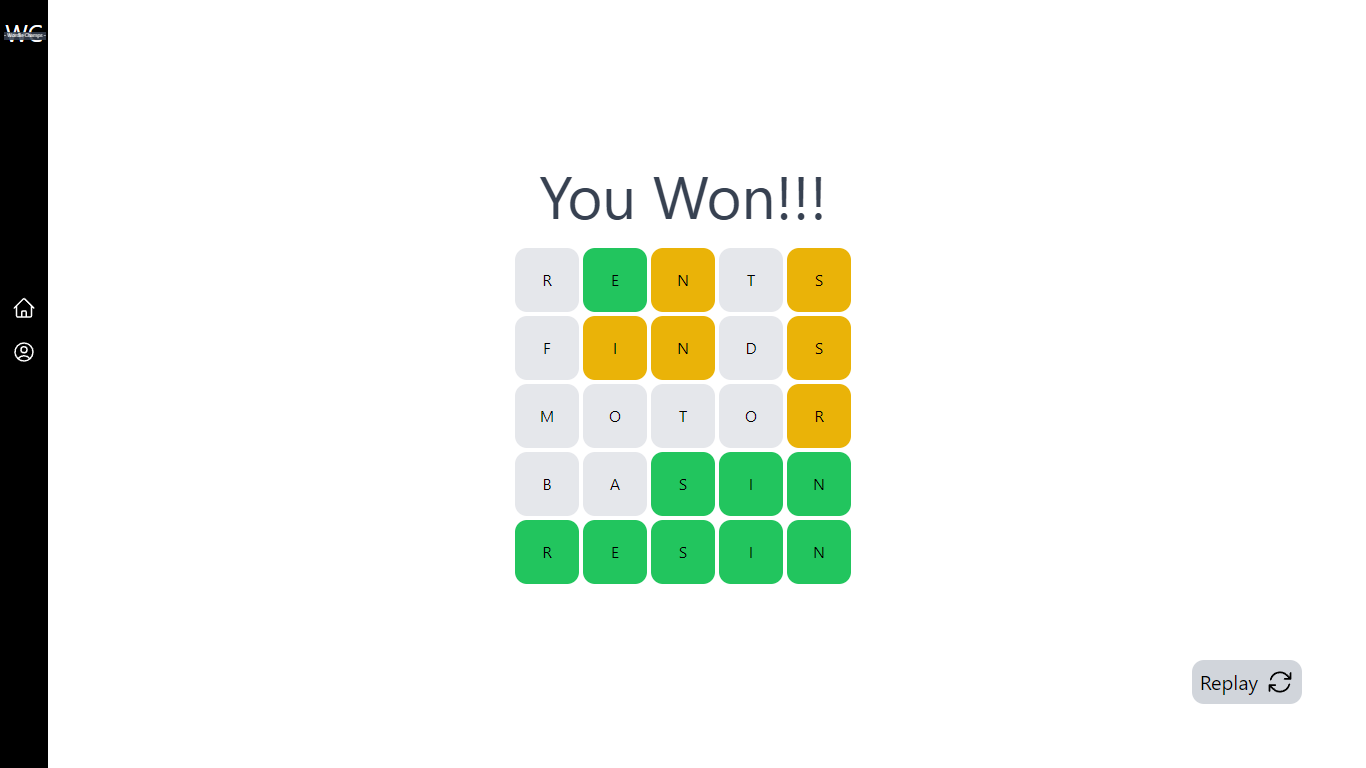 WC
You Won!!!
R E N T S
F I N D S
M O T O R
B A S I N
R E S I N
Replay